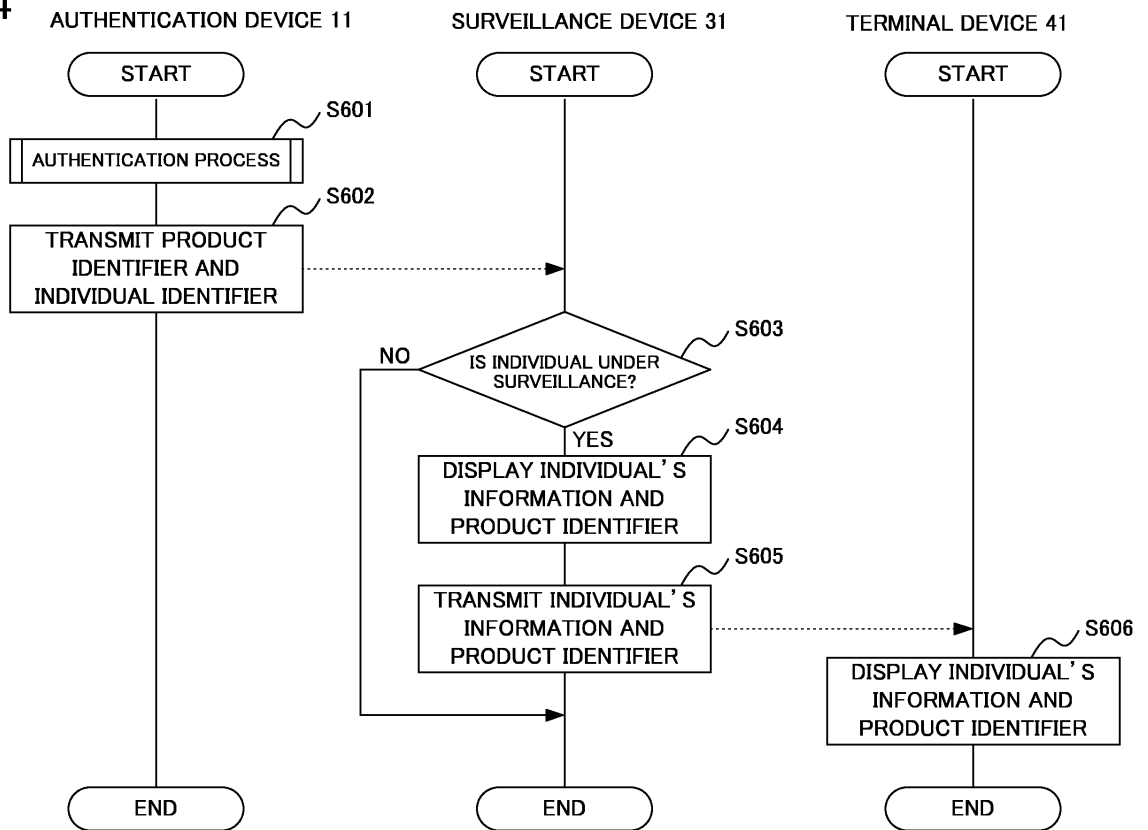 AUTHENTICATION DEVICE 11
SURVEILLANCE DEVICE 31
TERMINAL DEVICE 41
START
START
START
S601
AUTHENTICATION PROCESS
S602
TRANSMIT PRODUCT
IDENTIFIER AND
INDIVIDUAL IDENTIFIER
S603
NO
IS INDIVIDUAL UNDER
SURVEILLANCE?
YES
S604
DISPLAY INDIVIDUAL'S
INFORMATION AND
PRODUCT IDENTIFIER
S605
TRANSMIT INDIVIDUAL'S
INFORMATION AND
PRODUCT IDENTIFIER
S606
DISPLAY INDIVIDUAL'S
INFORMATION AND
PRODUCT IDENTIFIER
END
END
END